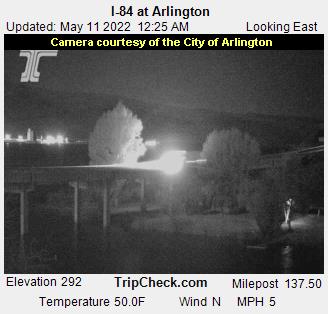 I-84 at Arlington
Updated: May 11 2022 12:25 AM Looking East
Camera courtesy of the City of Arlington
Elevation 292 TripCheck.com Milepost 137.50
Temperature 50.0F Wind N MPH 5